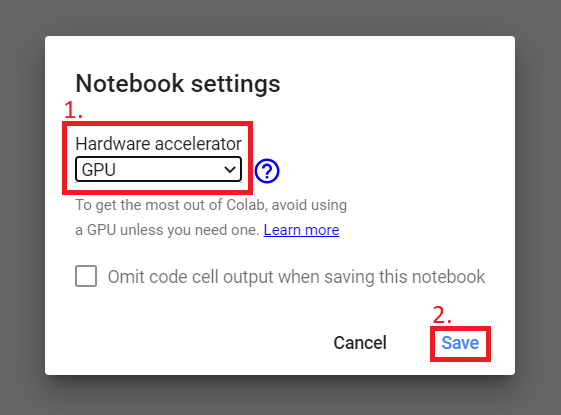 Notebook settings
1.
Hardware accelerator
GPU
?
To get the most out of Colab, avoid using
a GPU unless you need one. Learn more
Omit code cell output when saving this notebook
2.
Cancel Save